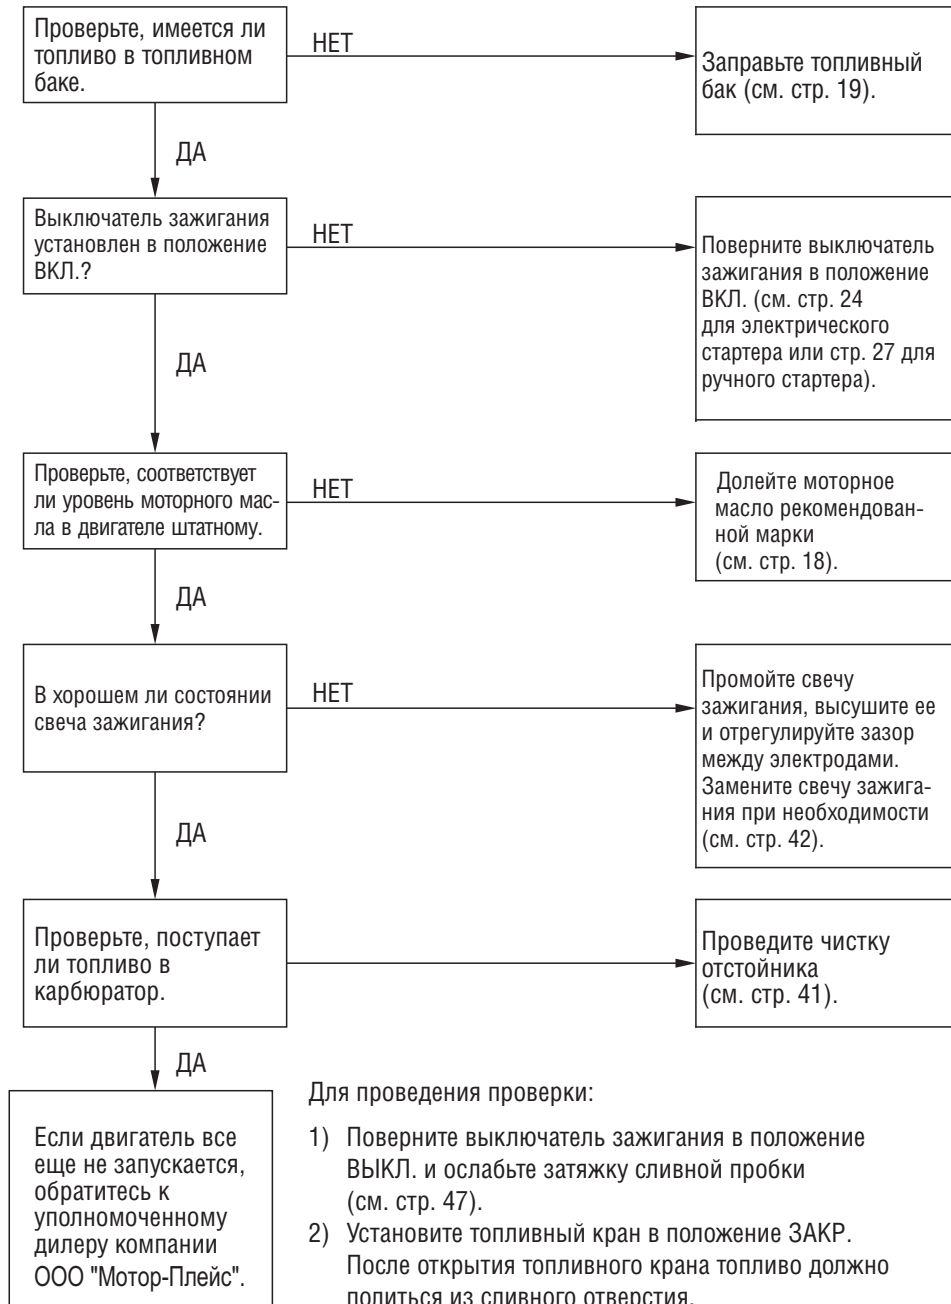 Проверьте, имеется ли
топливо в топливном
баке.
НЕТ
Заправьте топливный
бак (см. стр. 19).
ДА
Выключатель зажигания
установлен в положение
ВКЛ.?
НЕТ
Поверните выключатель
зажигания в положение
ВКЛ. (см. стр. 24
для электрического
стартера или стр. 27 для
ручного стартера).
ДА
Проверьте, соответствует
ли уровень моторного мас-
ла в двигателе штатному.
НЕТ
Долейте моторное
масло рекомендован-
ной марки
(см. стр. 18).
ДА
В хорошем ли состоянии
свеча зажигания?
НЕТ
Промойте свечу
зажигания, высушите ее
и отрегулируйте зазор
между электродами.
Замените свечу зажига-
ния при необходимости
(см. стр. 42).
ДА
Проверьте, поступает
ли топливо в
карбюратор.
Проведите чистку
отстойника
(см. стр. 41).
ДА
Если двигатель все
еще не запускается,
обратитесь к
уполномоченному
дилеру компании
ООО "Мотор-Плейс".
Для проведения проверки:
1) Поверните выключатель зажигания в положение
ВЫКЛ. и ослабьте затяжку сливной пробки
(см. стр. 47).
2) Установите топливный кран в положение ЗАКР.
После открытия топливного крана топливо должно
политься из сливного отверстия.